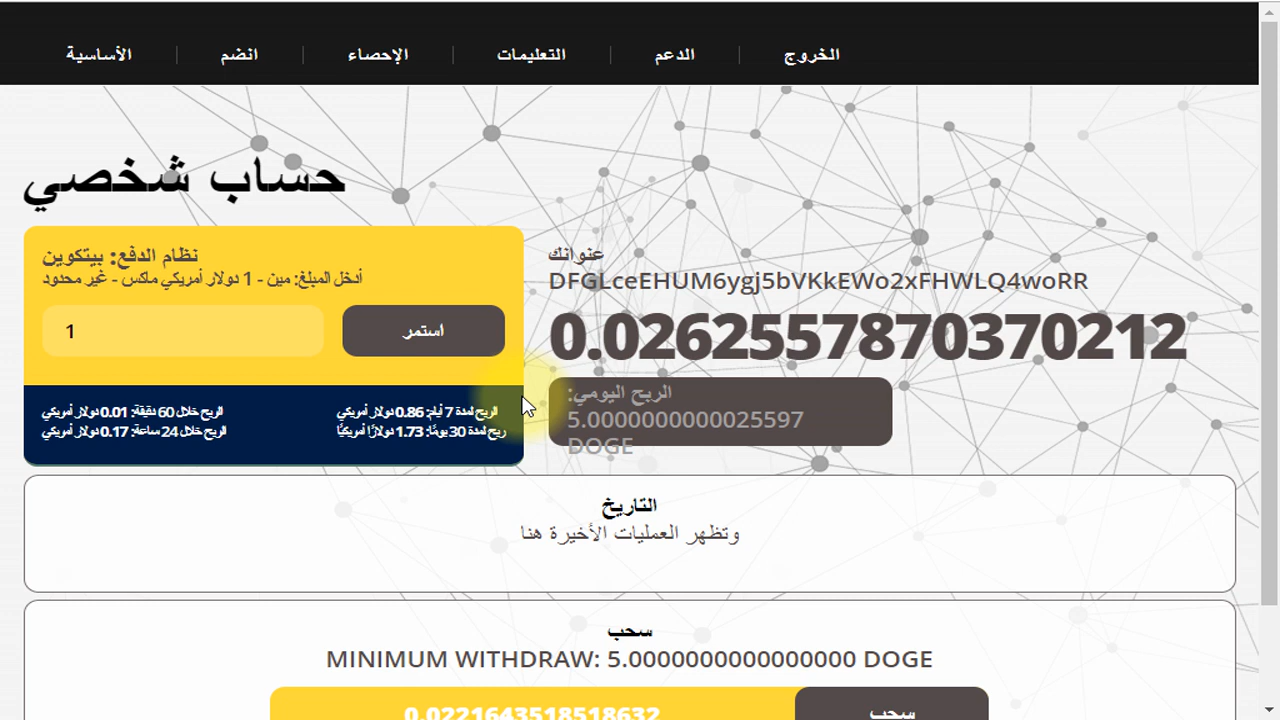 الأساسية
انضم
الإحصاء
التعليمات
الدعم
الخروج
حساب شخصي
نظام الدفع: بيتكوين
أدخل المبلغ: مين - 1 دولار أمريكي ماكس - غير محدود
1
استمر
الربح خلال 60 دقيقة: 0.01 دولار أمريكي
الربح خلال 24 ساعة: 0.17 دولار أمريكي
الربح لمدة 7 أيام: 0.86 دولار أمريكي
ربح لمدة 30 يومًا: 1.73 دولارًا أمريكيًا
عنوانك
DFGLceEHUM6ygj5bVKkEWo2xFHWLQ4woRR
0.0262557870370212
الربح اليومي:
5.0000000000025597
DOGE
التاريخ
وتظهر العمليات الأخيرة هنا
سحب
MINIMUM WITHDRAW: 5.0000000000000000 DOGE
0.0221643518518632
سحب